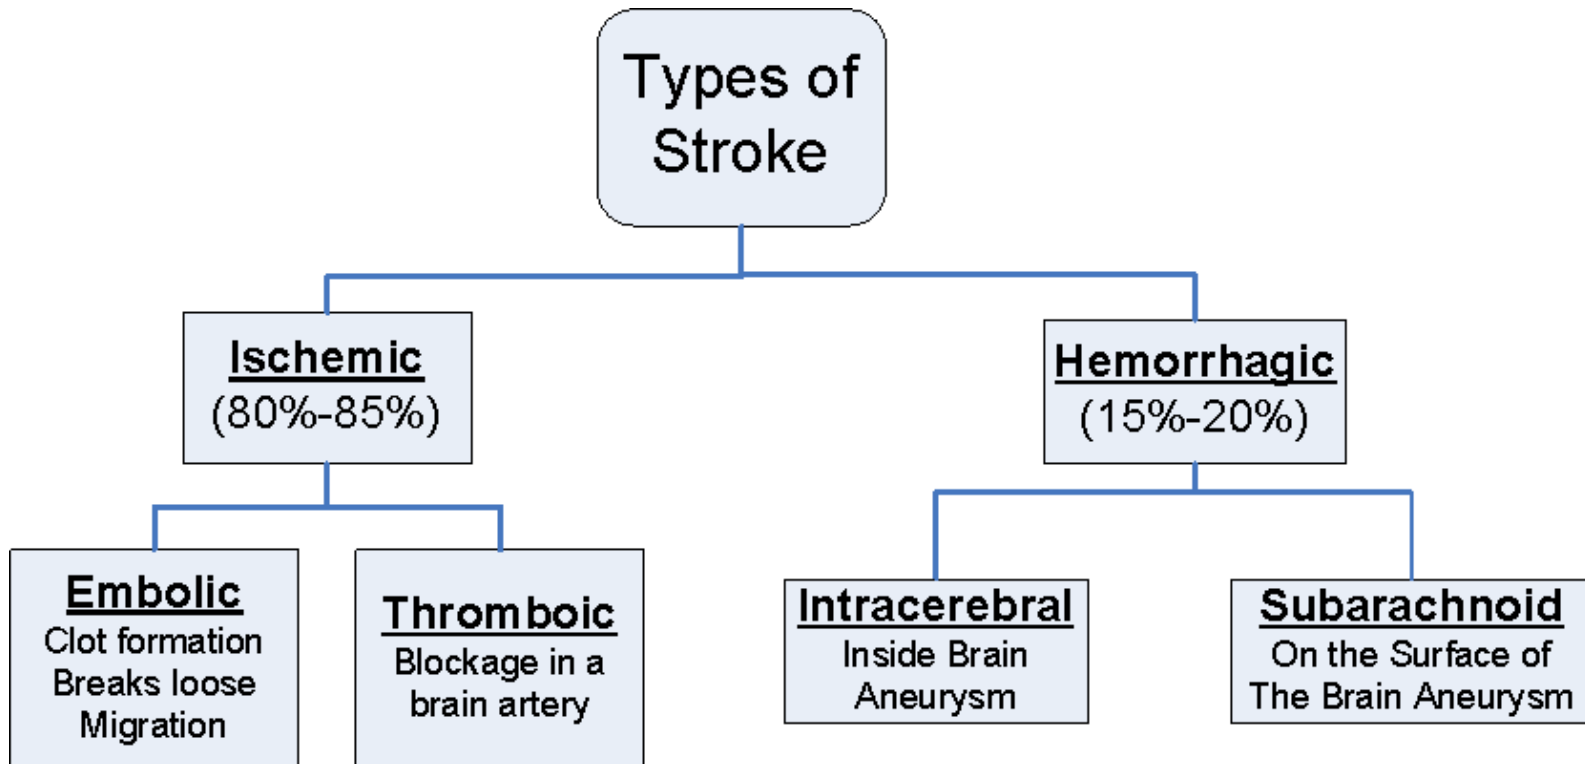 Types of
Stroke
Ischemic
(80%-85%)
Hemorrhagic
(15%-20%)
Embolic
Clot formation
Breaks loose
Migration
Thromboic
Blockage in a
brain artery
Intracerebral
Inside Brain
Aneurysm
Subarachnoid
On the Surface of
The Brain Aneurysm